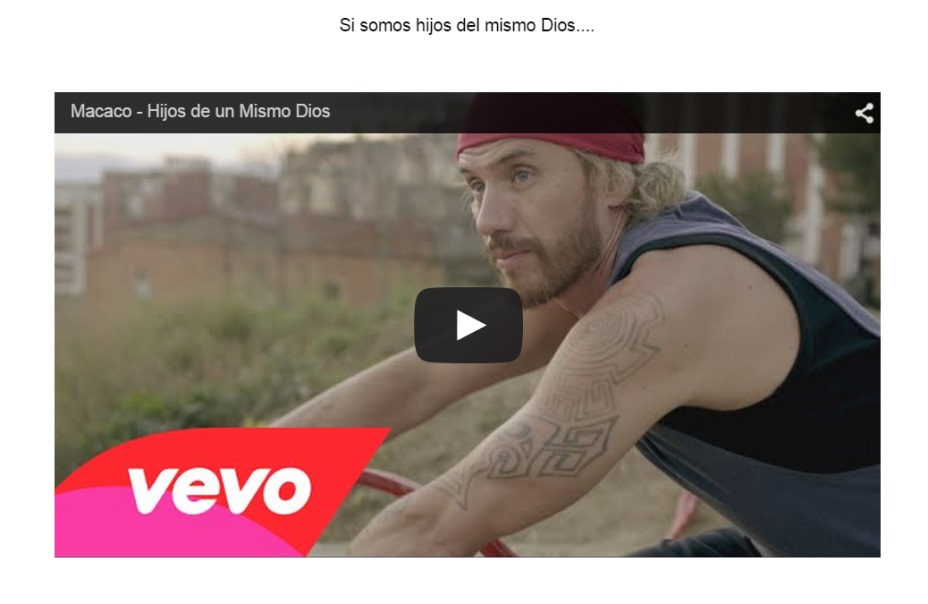 Si somos hijos del mismo Dios....
Macaco - Hijos de un Mismo Dios
vevo